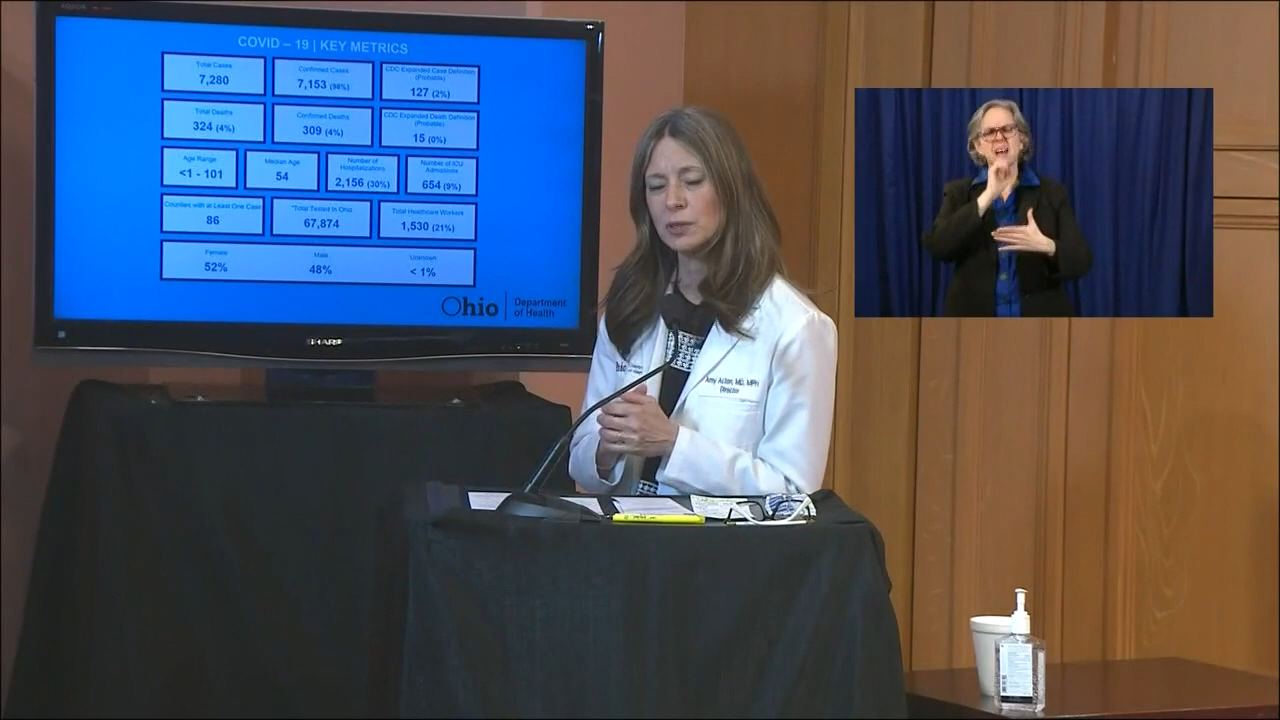 COVID – 19 | KEY METRICS
Total Cases
7,280
Confirmed Cases
7,153 (98%)
CDC Expanded Case Definition
(Probable)
127 (2%)
Total Deaths
324 (4%)
Confirmed Deaths
309 (4%)
CDC Expanded Death Definition
(Probable)
15 (0%)
Age Range
<1 - 101
Median Age
54
Number of
Hospitalizations
2,156 (30%)
Number of ICU
Admissions
654 (9%)
Counties with at Least One Case
86
*Total Tested in Ohio
67,874
Total Healthcare Workers
1,530 (21%)
Female
52%
Male
48%
Unknown
< 1%
Ohio
Department
of Health
SHARP
Amy Acton, MD, MPH
Director